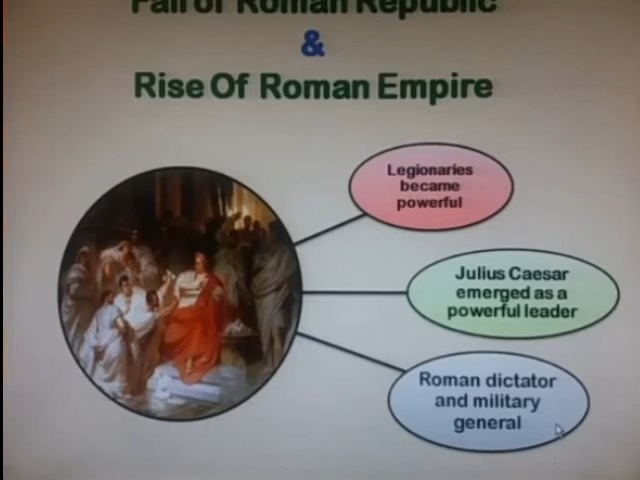 Fall of Roman Republic
&
Rise Of Roman Empire
Legionaries
became
powerful
Julius Caesar
emerged as a
powerful leader
Roman dictator
and military
general